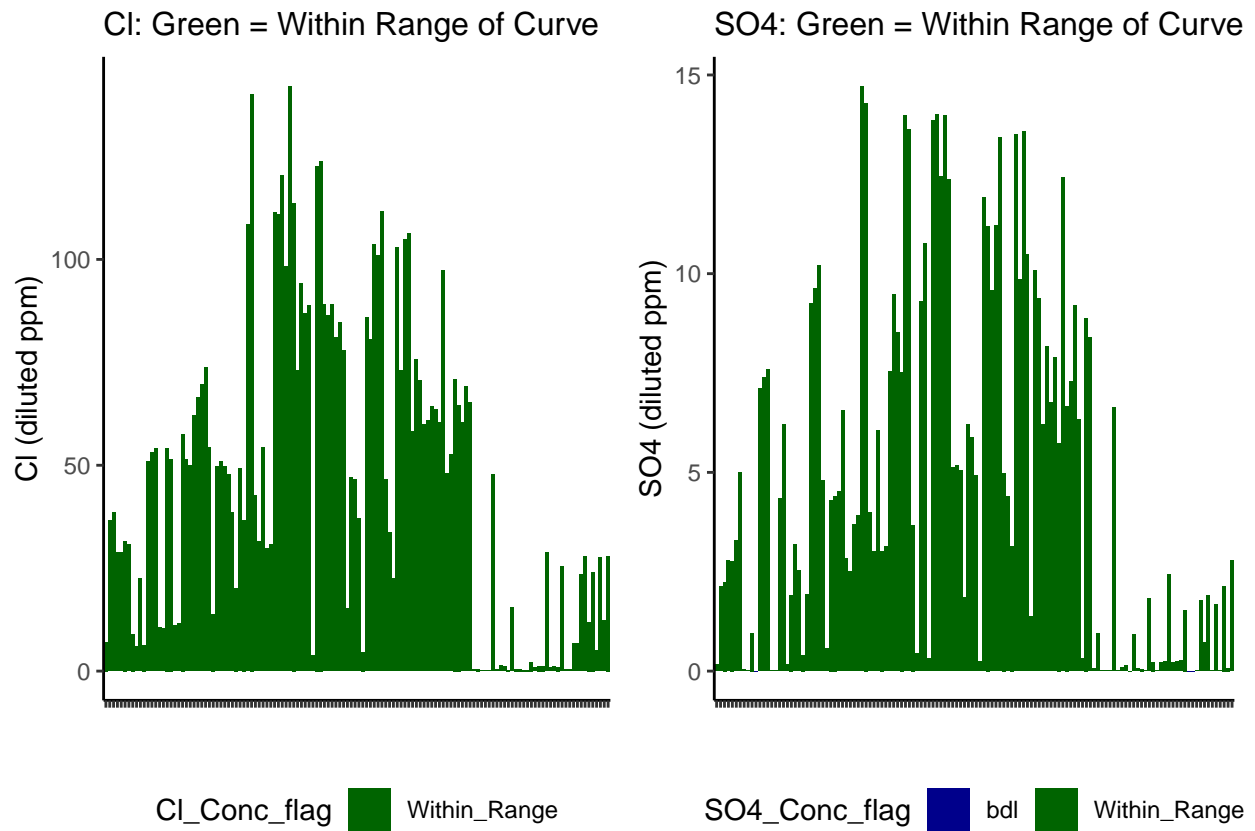 Cl: Green = Within Range of Curve
Cl (diluted ppm)
100
50
0
Cl_Conc_flag
Within_Range
SO4: Green = Within Range of Curve
SO4 (diluted ppm)
15
10
5
0
SO4_Conc_flag
bdl
Within_Range